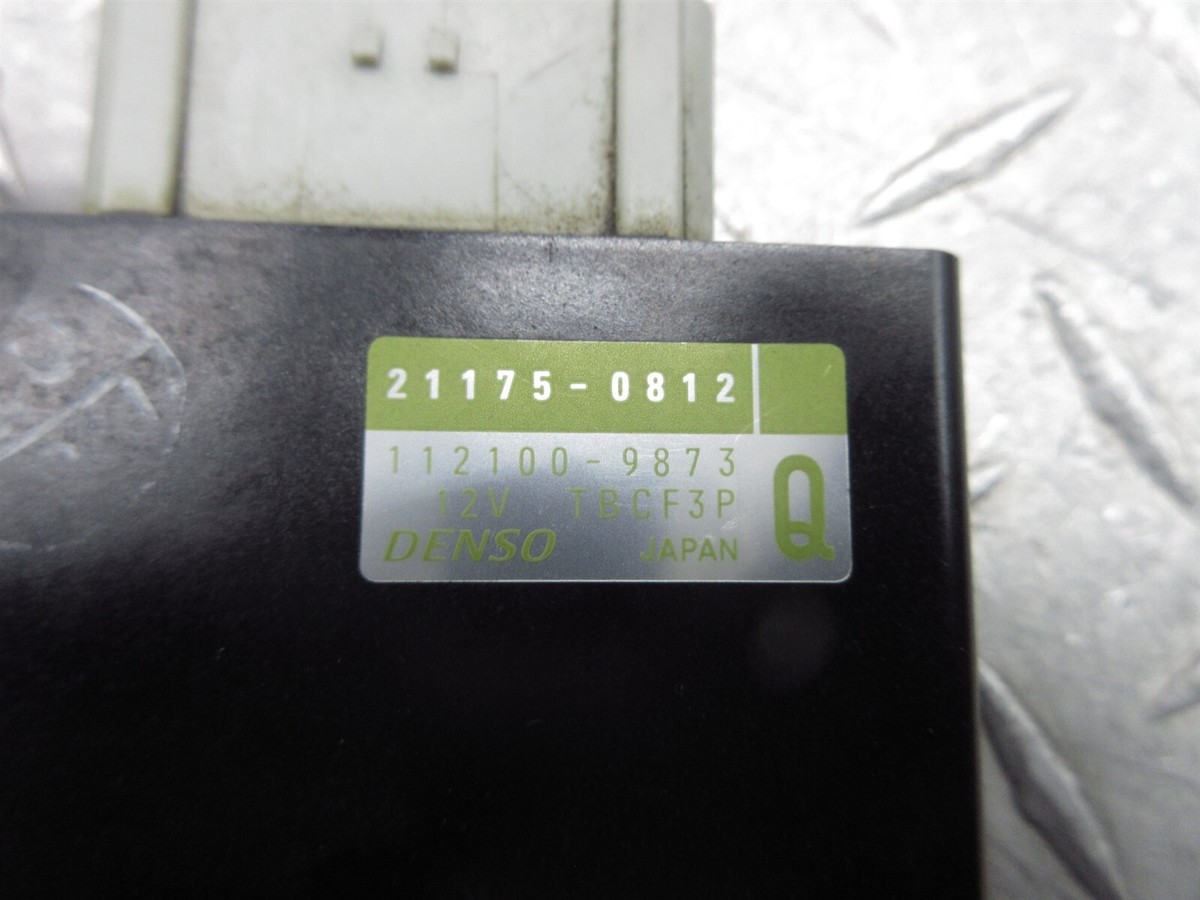 21175-0812
112100-9873
12V TBCF3P
DENSO JAPAN
Q